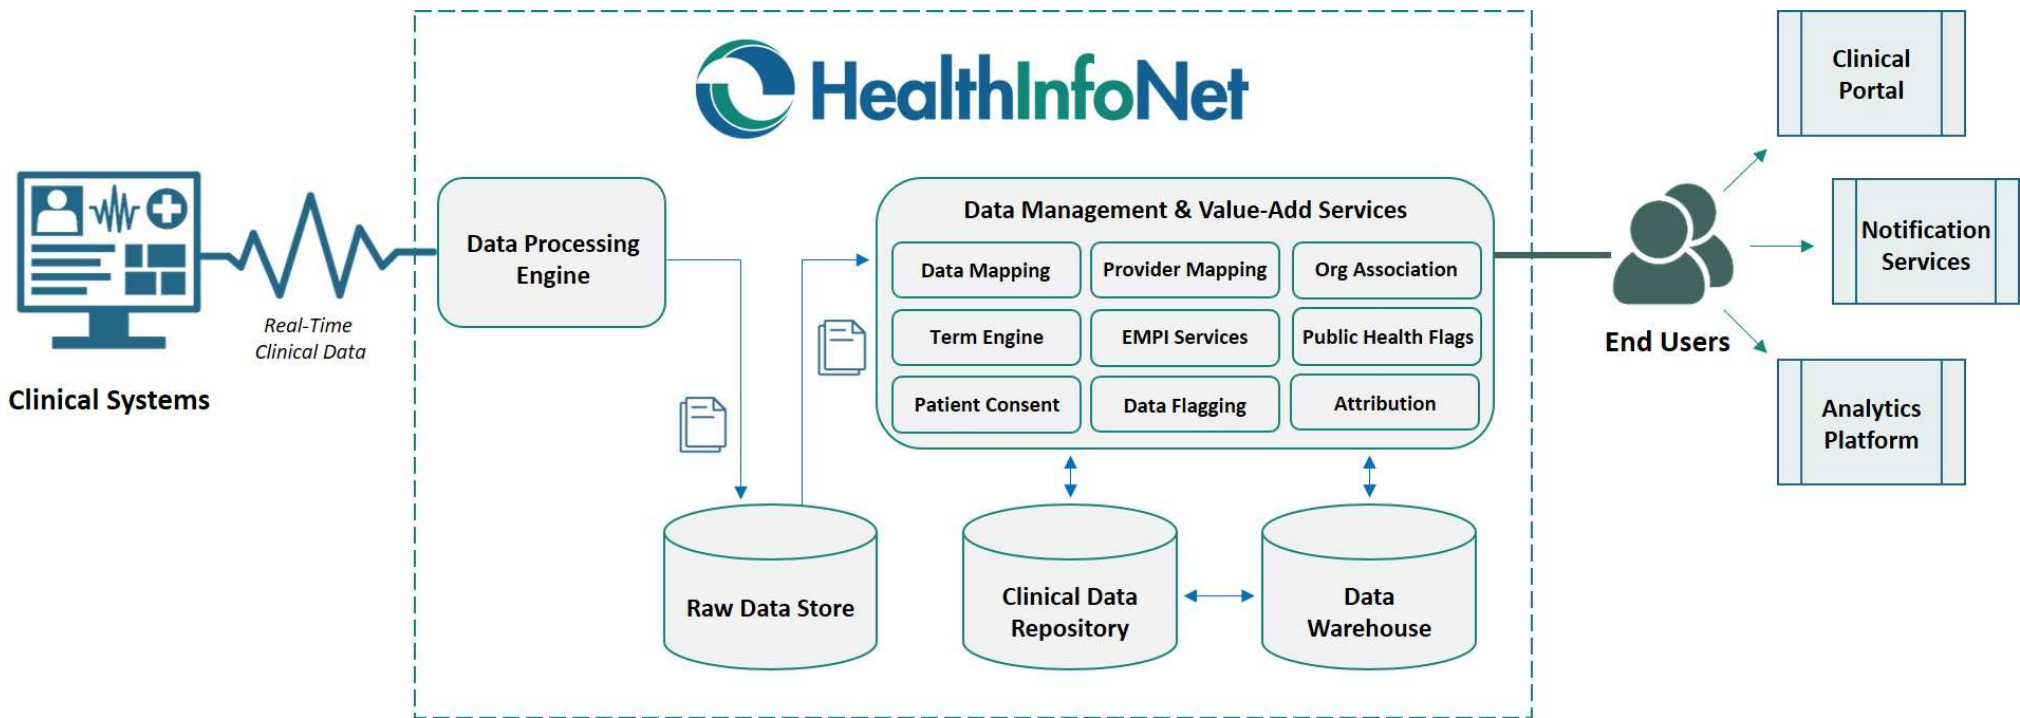 HealthInfoNet
Clinical
Portal
Data Processing
Engine
Data Management & Value-Add Services
Data Mapping
Provider Mapping
Org Association
Term Engine
EMPI Services
Public Health Flags
Patient Consent
Data Flagging
Attribution
Notification
Services
Real-Time
Clinical Data
Clinical Systems
End Users
Analytics
Platform
Raw Data Store
Clinical Data
Repository
Data
Warehouse